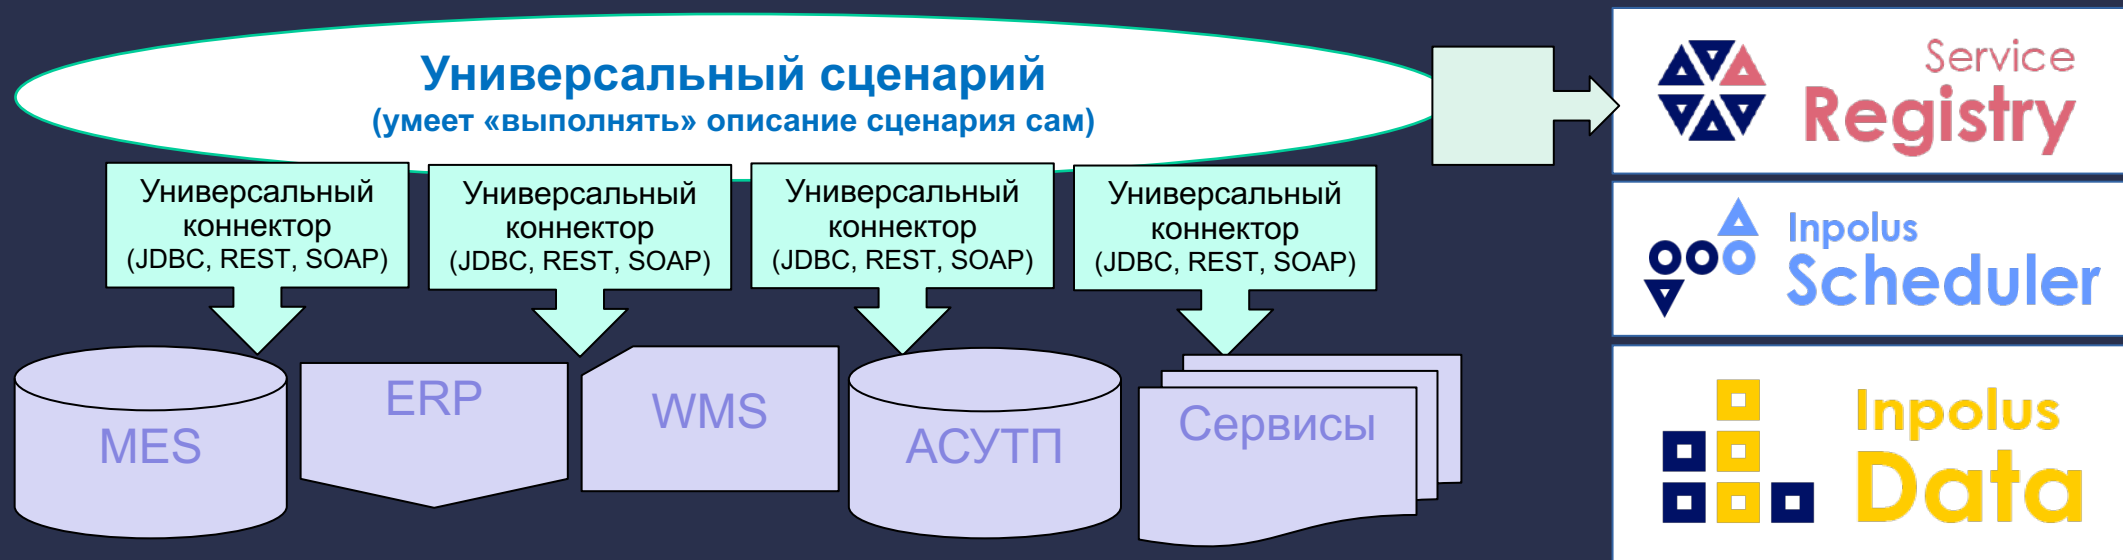 Универсальный сценарий
(умеет «выполнять» описание сценария сам)
Универсальный
коннектор
(JDBC, REST, SOAP)
Универсальный
коннектор
(JDBC, REST, SOAP)
Универсальный
коннектор
(JDBC, REST, SOAP)
Универсальный
коннектор
(JDBC, REST, SOAP)
MES
ERP
WMS
АСУТП
Сервисы
Service
Registry
Inpolus
Scheduler
Inpolus
Data